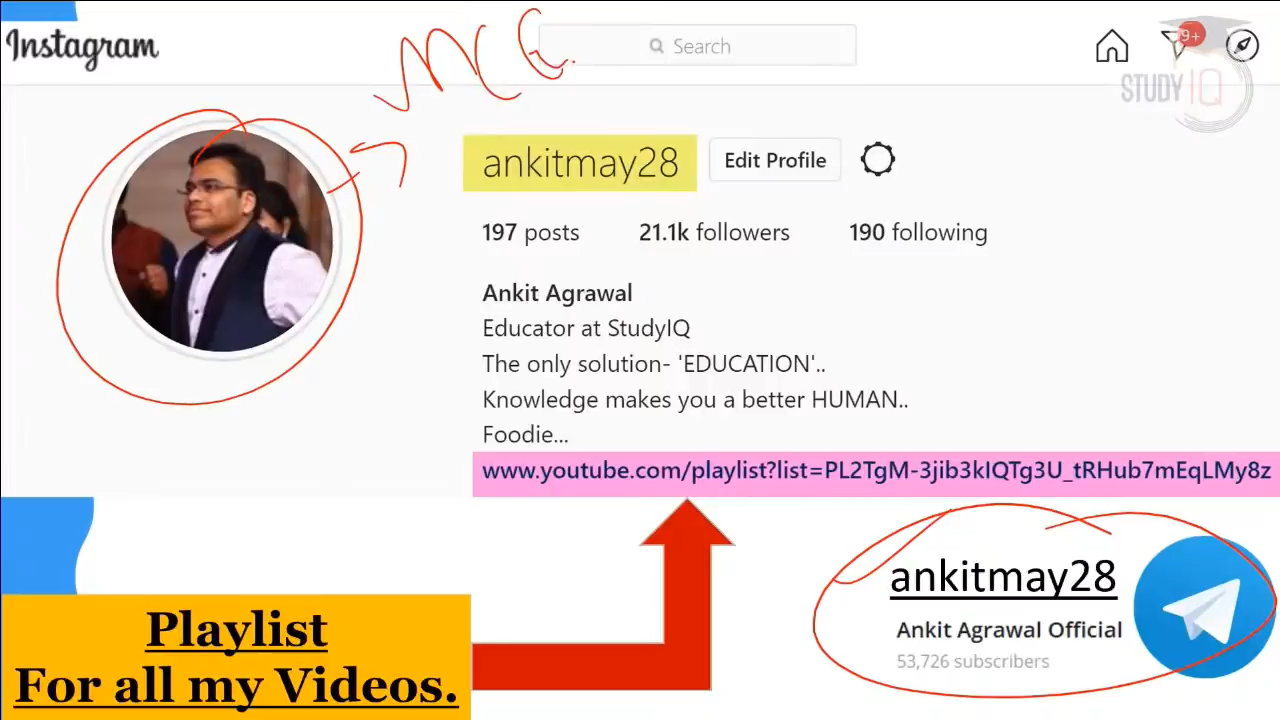 Instagram
MCQ
Search
9+
STUDY IQ
ankitmay28
Edit Profile
197 posts 21.1k followers 190 following
Ankit Agrawal
Educator at StudyIQ
The only solution- 'EDUCATION'..
Knowledge makes you a better HUMAN..
Foodie...
www.youtube.com/playlist?list=PL2TgM-3jib3kIQTg3U_tRHub7mEqLMy8z
ankitmay28
Ankit Agrawal Official
53,726 subscribers
Playlist
For all my Videos.